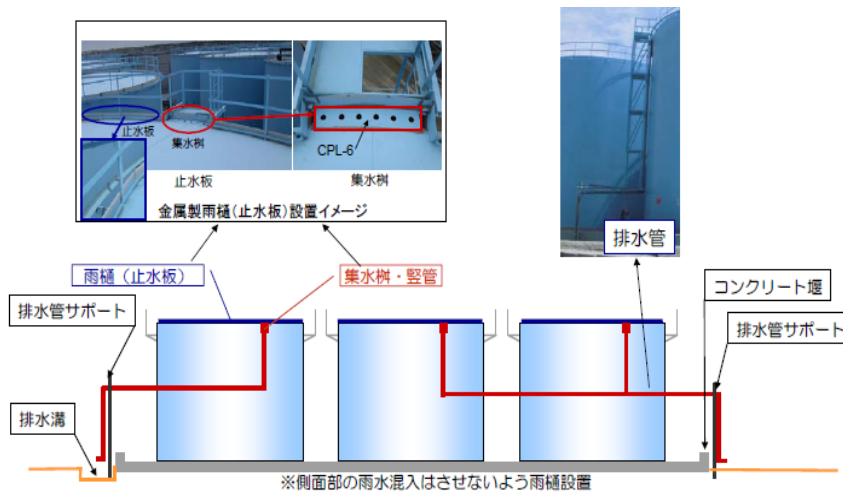 止水板
集水桝
CPL-6
止水板
集水桝
金属製雨樋(止水板)設置イメージ
排水管
雨樋(止水板)
集水桝・竪管
コンクリート堰
排水管サポート
排水管サポート
排水溝
※側面部の雨水混入はさせないよう雨樋設置